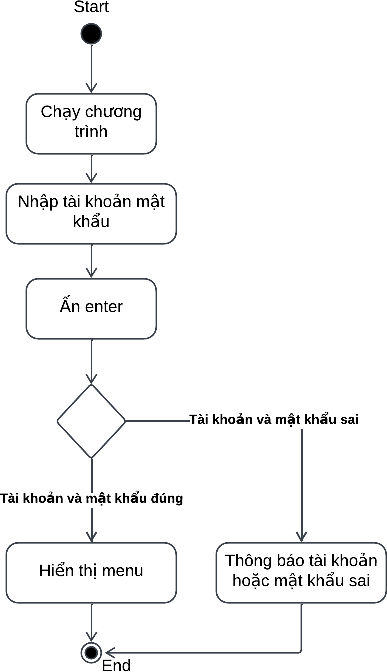 Start
Chạy chương
trình
Nhập tài khoản mật
khẩu
Ấn enter
Tài khoản và mật khẩu sai
Tài khoản và mật khẩu đúng
Hiển thị menu
Thông báo tài khoản
hoặc mật khẩu sai
End